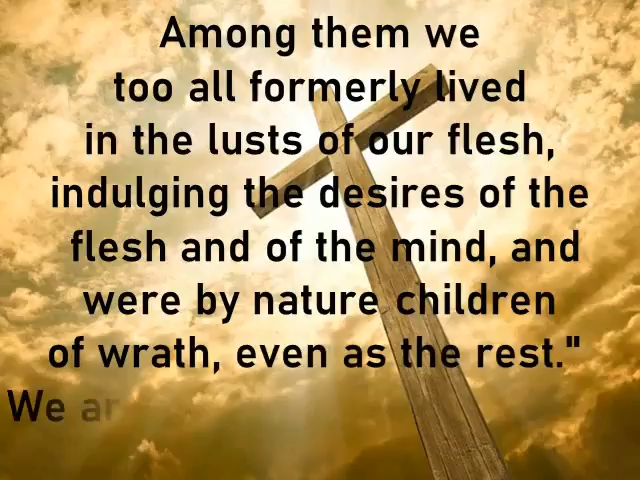 Among them we
too all formerly lived
in the lusts of our flesh,
indulging the desires of the
flesh and of the mind, and
were by nature children
of wrath, even as the rest."
We